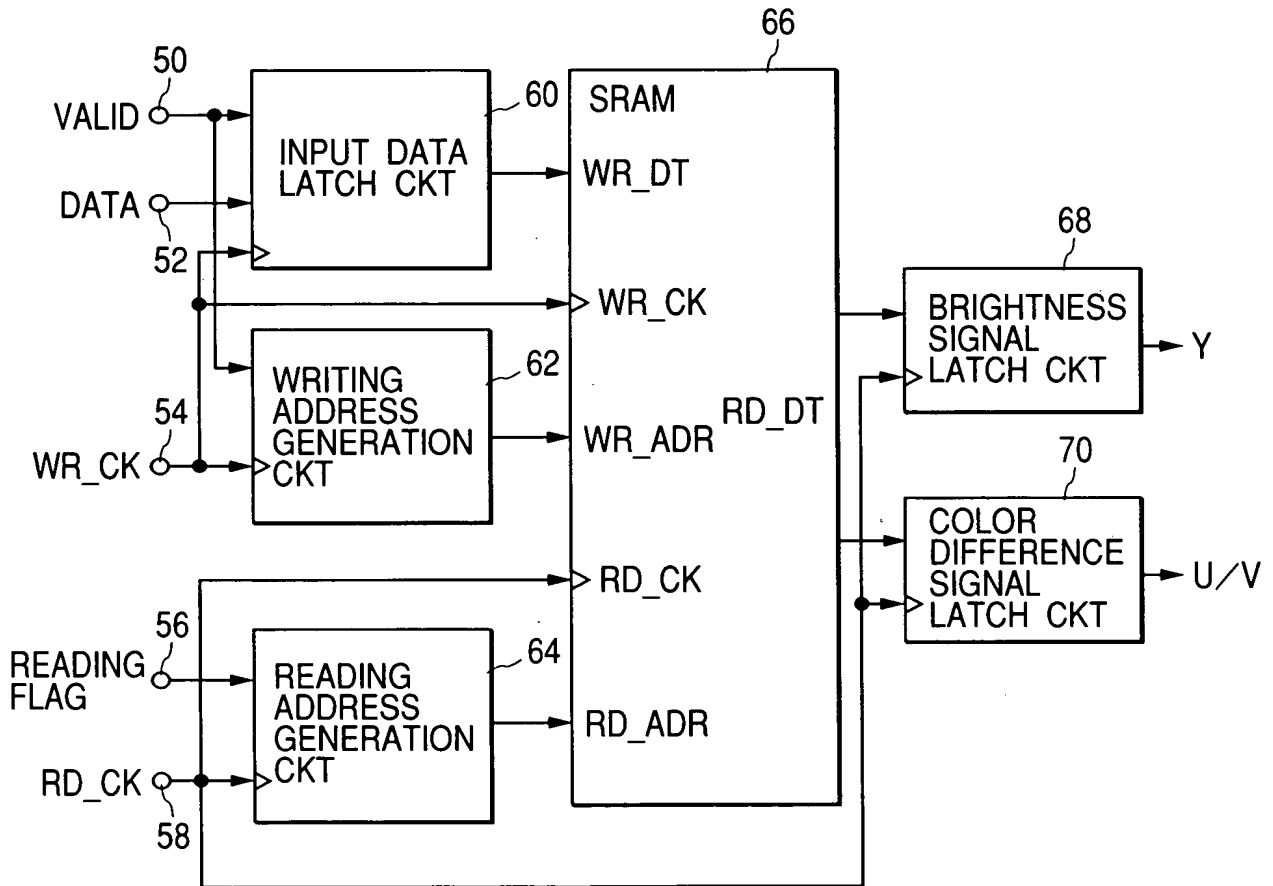 50
VALID
DATA
52
INPUT DATA
LATCH CKT
60
WRITING
ADDRESS
GENERATION
CKT
62
54
WR_CK
56
READING
FLAG
RD_CK
58
READING
ADDRESS
GENERATION
CKT
64
66
SRAM
WR_DT
WR_CK
RD_DT
WR_ADR
RD_CK
RD_ADR
68
BRIGHTNESS
SIGNAL
LATCH CKT
Y
70
COLOR
DIFFERENCE
SIGNAL
LATCH CKT
U/V